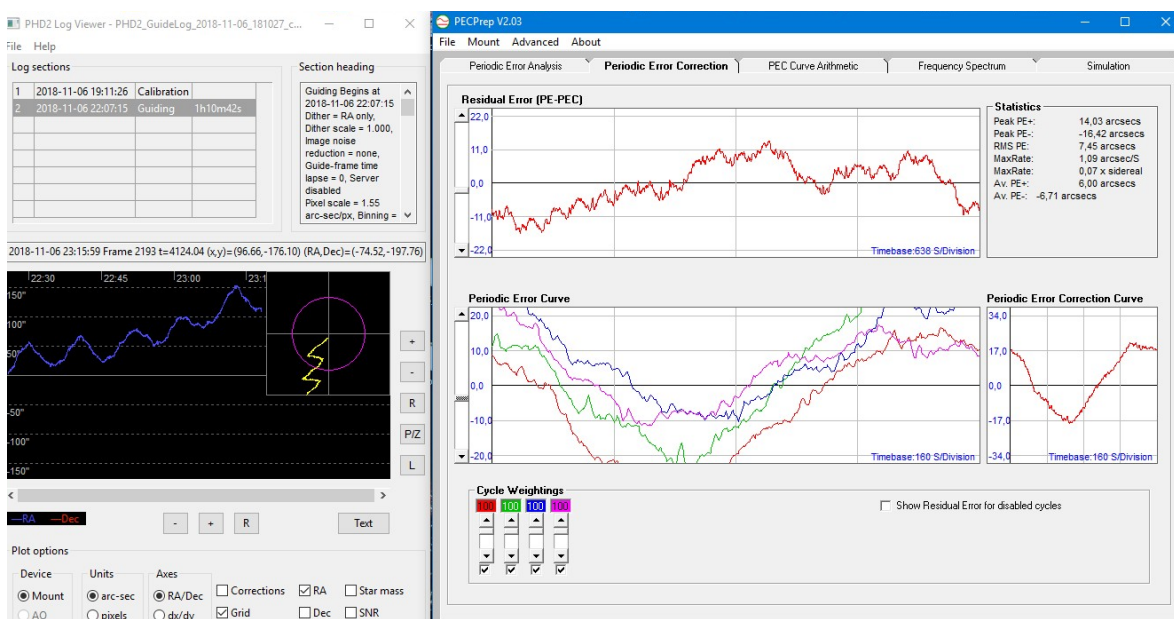 PHD2 Log Viewer - PHD2_GuideLog_2018-11-06_181027_c...
File Help
Log sections
1 2018-11-06 19:11:26 Calibration
2 2018-11-06 22:07:15 Guiding 1h10m42s
Section heading
Guiding Begins at
2018-11-06 22:07:15
Dither = RA only,
Dither scale = 1.000,
Image noise
reduction = none,
Guide-frame time
lapse = 0, Server
disabled
Pixel scale = 1.55
arc-sec/px, Binning =
2018-11-06 23:15:59 Frame 2193 t=4124.04 (x,y)=(96.66,-176.10) (RA,Dec)=(-74.52,-197.76)
22:30 22:45 23:00 23:1
150"
100"
50"
-50"
-100"
-150"
+
-
R
P/Z
L
RA Dec
- + R Text
Plot options
Device Units Axes
Mount arc-sec RA/Dec Corrections RA Star mass
AO pixels dx/dy Grid Dec SNR
PECPrep V2.03
File Mount Advanced About
Periodic Error Analysis Periodic Error Correction PEC Curve Arithmetic Frequency Spectrum Simulation
Residual Error (PE-PEC)
22,0
11,0
0,0
-11,0
-22,0
Timebase:638 S/Division
Statistics
Peak PE+: 14,03 arcsecs
Peak PE-: -16,42 arcsecs
RMS PE: 7,45 arcsecs
MaxRate: 1,09 arcsec/S
MaxRate: 0,07 x sidereal
Av. PE+: 6,00 arcsecs
Av. PE-: -6,71 arcsecs
Periodic Error Curve
20,0
10,0
0,0
-10,0
-20,0
Timebase:160 S/Division
Periodic Error Correction Curve
34,0
17,0
0,0
-17,0
-34,0
Timebase:160 S/Division
Cycle Weightings
100 100 100 100
Show Residual Error for disabled cycles